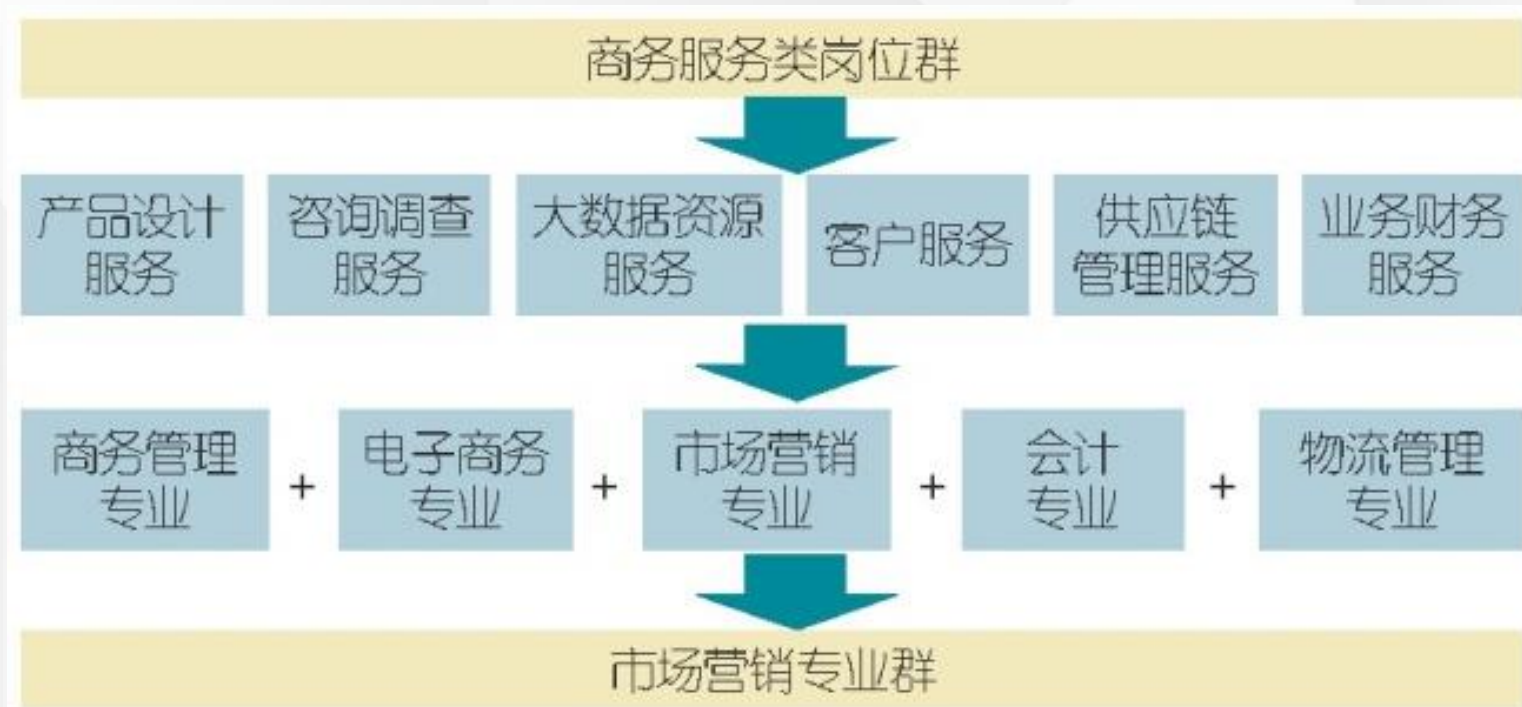 商务服务类岗位群
产品设计
服务
咨询调查
服务
大数据资源
服务
客户服务
供应链
管理服务
业务财务
服务
商务管理
专业
+
电子商务
专业
+
市场营销
专业
+
会计
专业
+
物流管理
专业
市场营销专业群